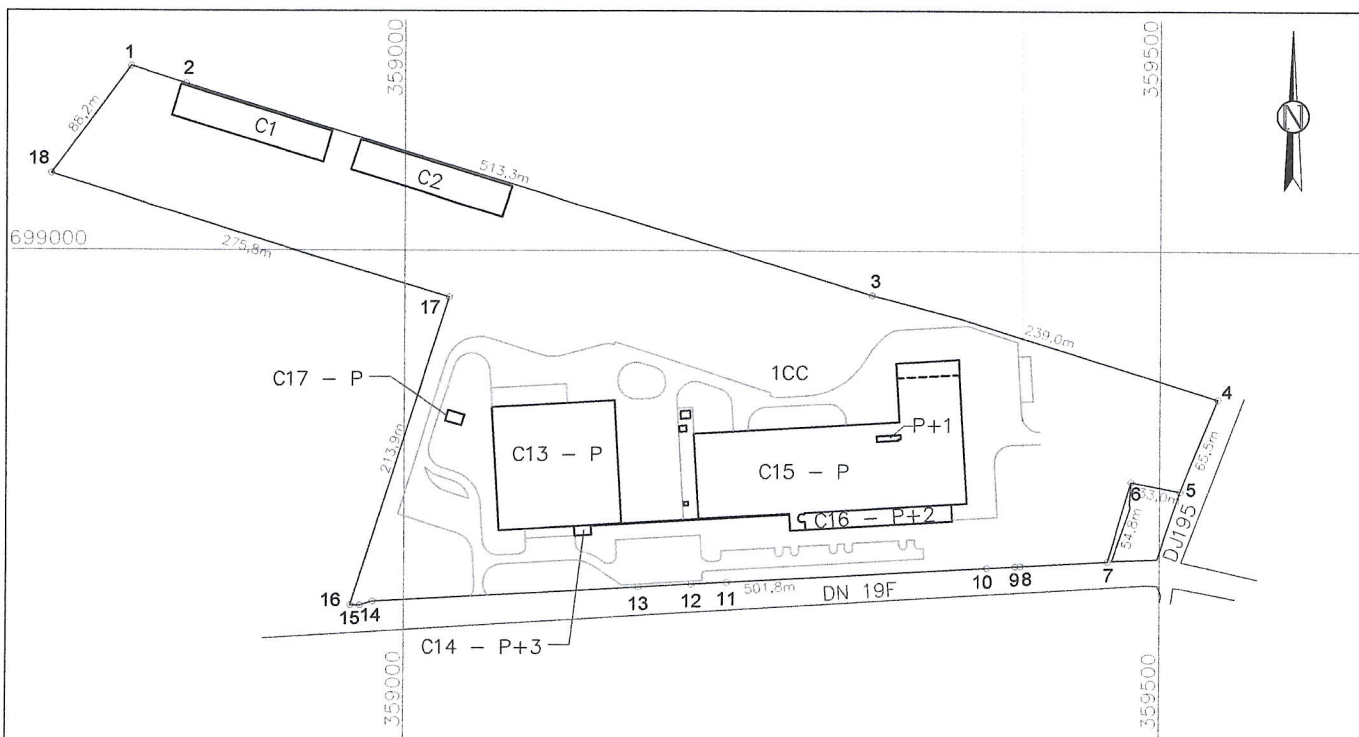 1
2
359000
359500
N
88,2m
C1
18
C2
513,3m
699000
275,8m
3
17
239,0m
1CC
4
C17 - P
P+1
65,5m
C13 - P
C15 - P
213,9m
6
5
33,0m
C16 - P+2
54,8m
DJ195
16
15
14
13
12
11
501,8m
DN 19F
10
9
8
7
C14 - P+3
359000
359500